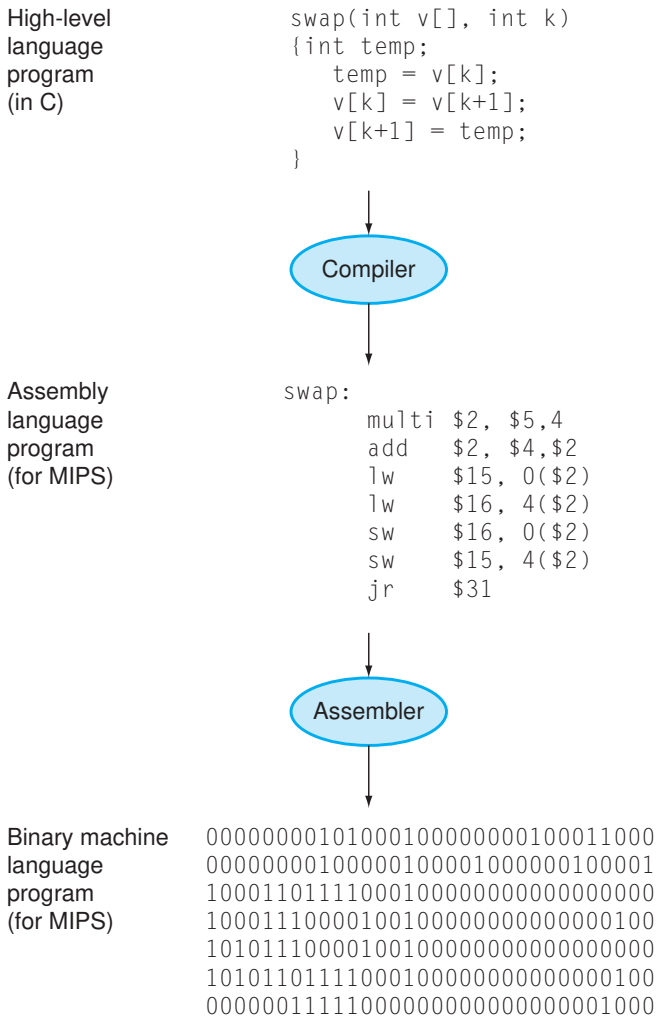 High-level
language
program
(in C)
swap(int v[], int k)
{int temp;
temp = v[k];
v[k] = v[k+1];
v[k+1] = temp;
}
Compiler
Assembly
language
program
(for MIPS)
swap:
multi $2, $5,4
add $2, $4,$2
lw $15, 0($2)
lw $16, 4($2)
sw $16, 0($2)
sw $15, 4($2)
jr $31
Assembler
Binary machine
language
program
(for MIPS)
00000000101000100000000100011000
00000000100000100001000000100001
10001101111000100000000000000000
10001110000100100000000000000100
10101110000100100000000000000000
10101101111000100000000000000100
00000011111000000000000000001000